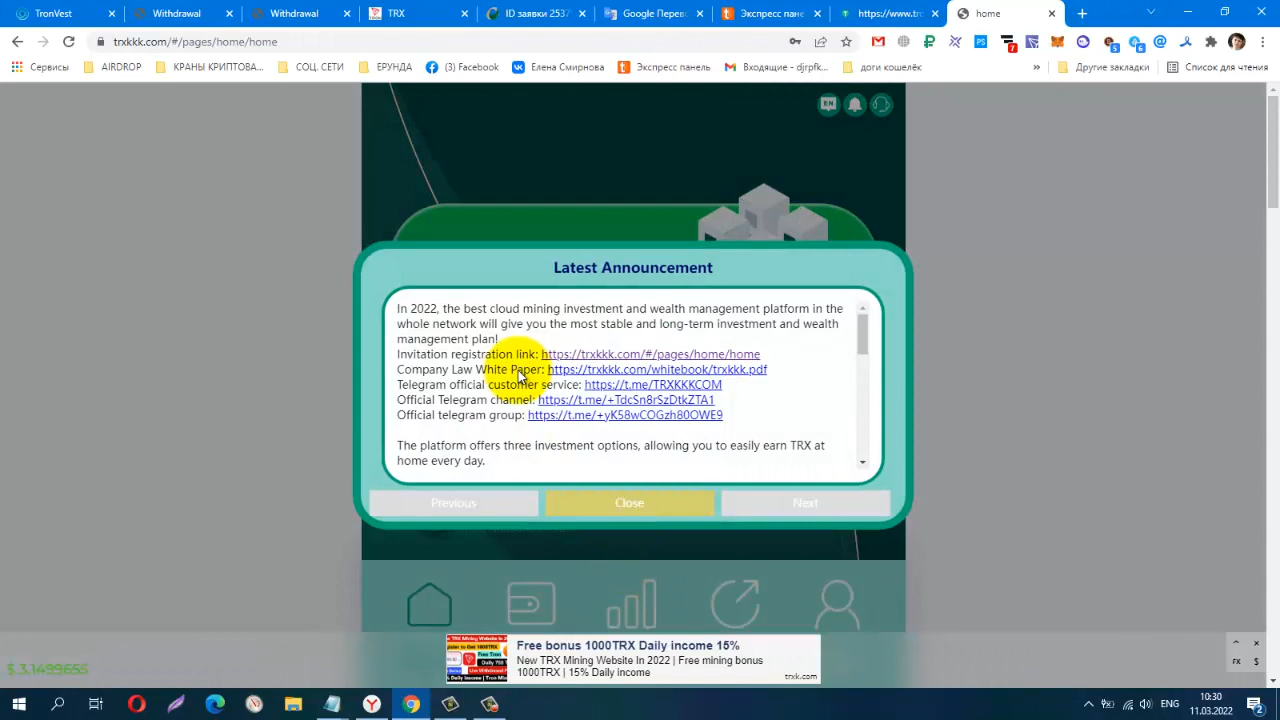 TronVest
Withdrawal
Withdrawal
TRX
ID заявки 2537
Google Перев
Экспресс пане
https://www.tr
home
trxkkk.com/#/pages/home/home
Сервисы
AIRDROP
КРАНЫ КРИПТОВА...
СОЦ. СЕТИ
ЕРУНДА
(3) Facebook
Елена Смирнова
Экспресс панель
Входящие - djrpfk...
доги кошелёк
»
Другие закладки
Список для чтения
EN
Latest Announcement
In 2022, the best cloud mining investment and wealth management platform in the
whole network will give you the most stable and long-term investment and wealth
management plan!
Invitation registration link: https://trxkkk.com/#/pages/home/home
Company Law White Paper: https://trxkkk.com/whitebook/trxkkk.pdf
Telegram official customer service: https://t.me/TRXKKKCOM
Official Telegram channel: https://t.me/+TdcSn8rSzDtkZTA1
Official telegram group: https://t.me/+yK58wCOGzh80OWE9
The platform offers three investment options, allowing you to easily earn TRX at
home every day.
Previous
Close
Next
Free bonus 1000TRX Daily income 15%
New TRX Mining Website In 2022 | Free mining bonus
1000TRX | 15% Daily income
trxk.com
$ 3.1499655
FX $
ENG
10:30
11.03.2022